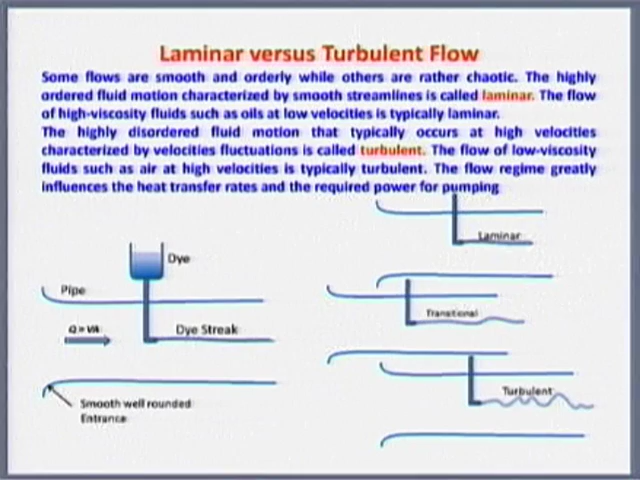 Laminar versus Turbulent Flow
Some flows are smooth and orderly while others are rather chaotic. The highly
ordered fluid motion characterized by smooth streamlines is called laminar. The flow
of high-viscosity fluids such as oils at low velocities is typically laminar.
The highly disordered fluid motion that typically occurs at high velocities
characterized by velocities fluctuations is called turbulent. The flow of low-viscosity
fluids such as air at high velocities is typically turbulent. The flow regime greatly
influences the heat transfer rates and the required power for pumping
Laminar
Dye
Pipe
Transitional
Q = VA
Dye Streak
Turbulent
Smooth well rounded
Entrance